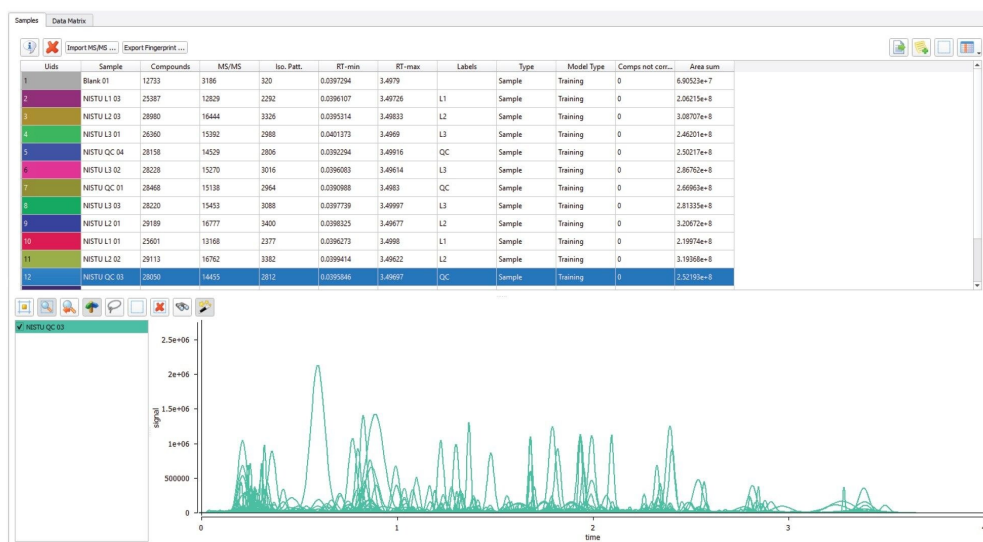 Samples Data Matrix
Import MS/MS ... Export Fingerprint ...
Uids Sample Compounds MS/MS Iso. Patt. RT-min RT-max Labels Type Model Type Comps not corr... Area sum
1 Blank 01 12733 3186 320 0.0397294 3.4979 Sample Training 0 6.90523e+7
2 NISTU L1 03 25387 12829 2292 0.0396107 3.49726 L1 Sample Training 0 2.06215e+8
3 NISTU L2 03 28980 16444 3326 0.0395314 3.49833 L2 Sample Training 0 3.08707e+8
4 NISTU L3 01 26360 15392 2988 0.0401373 3.4969 L3 Sample Training 0 2.46201e+8
5 NISTU QC 04 28158 14529 2806 0.0392294 3.49916 QC Sample Training 0 2.50217e+8
6 NISTU L3 02 28228 15270 3016 0.0396083 3.49614 L3 Sample Training 0 2.86762e+8
7 NISTU QC 01 28468 15138 2964 0.0390988 3.4983 QC Sample Training 0 2.66963e+8
8 NISTU L3 03 28220 15453 3088 0.0397739 3.49997 L3 Sample Training 0 2.81335e+8
9 NISTU L2 01 29189 16777 3400 0.0398325 3.49677 L2 Sample Training 0 3.20672e+8
10 NISTU L1 01 25601 13168 2377 0.0396273 3.4998 L1 Sample Training 0 2.19974e+8
11 NISTU L2 02 29113 16762 3382 0.0399414 3.49622 L2 Sample Training 0 3.19368e+8
12 NISTU QC 03 28050 14455 2812 0.0395846 3.49697 QC Sample Training 0 2.52193e+8
NISTU QC 03
2.5e+06
2e+06
1.5e+06
signal
1e+06
500000
0
0 1 2 3 4
time